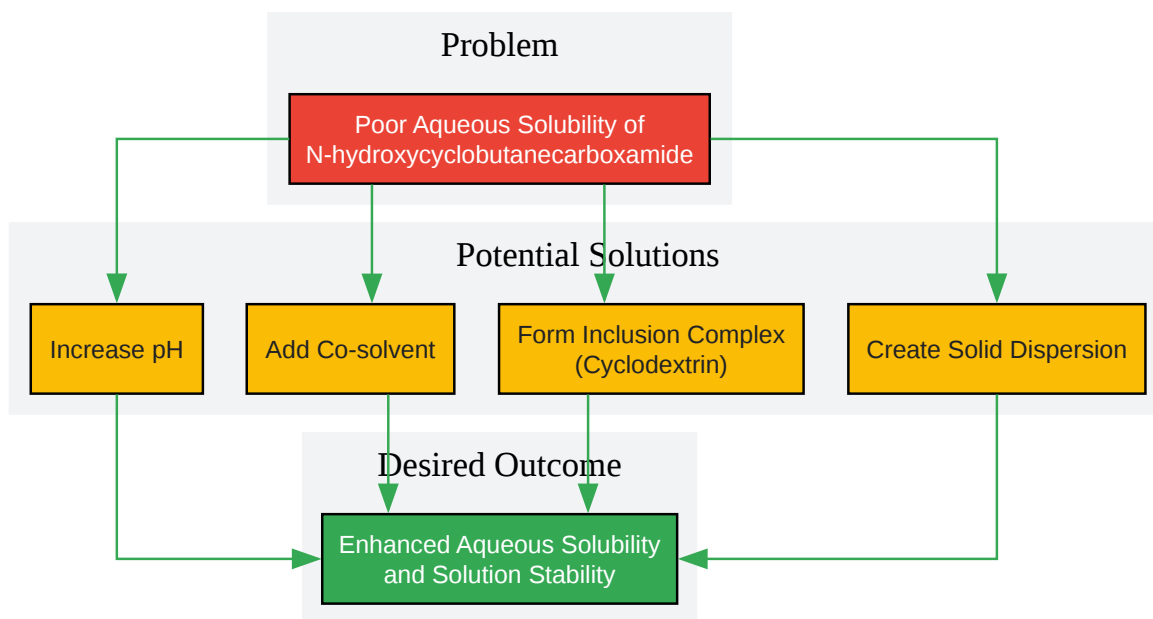 Problem
Poor Aqueous Solubility of
N-hydroxycyclobutanecarboxamide
Potential Solutions
Increase pH
Add Co-solvent
Form Inclusion Complex
(Cyclodextrin)
Create Solid Dispersion
Desired Outcome
Enhanced Aqueous Solubility
and Solution Stability